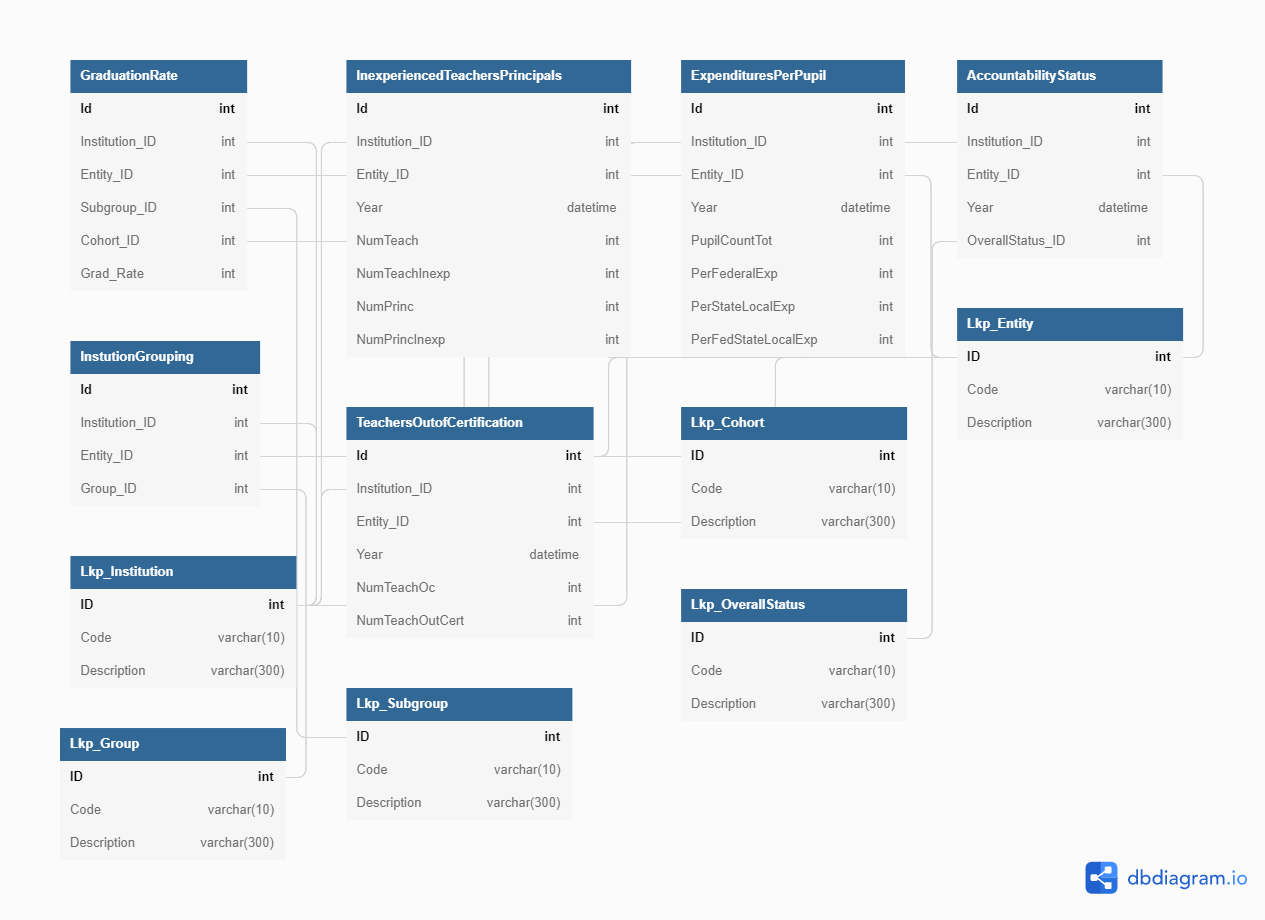 GraduationRate
Id int
Institution_ID int
Entity_ID int
Subgroup_ID int
Cohort_ID int
Grad_Rate int
InexperiencedTeachersPrincipals
Id int
Institution_ID int
Entity_ID int
Year datetime
NumTeach int
NumTeachInexp int
NumPrinc int
NumPrincInexp int
ExpendituresPerPupil
Id int
Institution_ID int
Entity_ID int
Year datetime
PupilCountTot int
PerFederalExp int
PerStateLocalExp int
PerFedStateLocalExp int
AccountabilityStatus
Id int
Institution_ID int
Entity_ID int
Year datetime
OverallStatus_ID int
Lkp_Entity
ID int
Code varchar(10)
Description varchar(300)
InstutionGrouping
Id int
Institution_ID int
Entity_ID int
Group_ID int
TeachersOutofCertification
Id int
Institution_ID int
Entity_ID int
Year datetime
NumTeachOc int
NumTeachOutCert int
Lkp_Cohort
ID int
Code varchar(10)
Description varchar(300)
Lkp_Institution
ID int
Code varchar(10)
Description varchar(300)
Lkp_OverallStatus
ID int
Code varchar(10)
Description varchar(300)
Lkp_Subgroup
ID int
Code varchar(10)
Description varchar(300)
Lkp_Group
ID int
Code varchar(10)
Description varchar(300)
dbdiagram.io